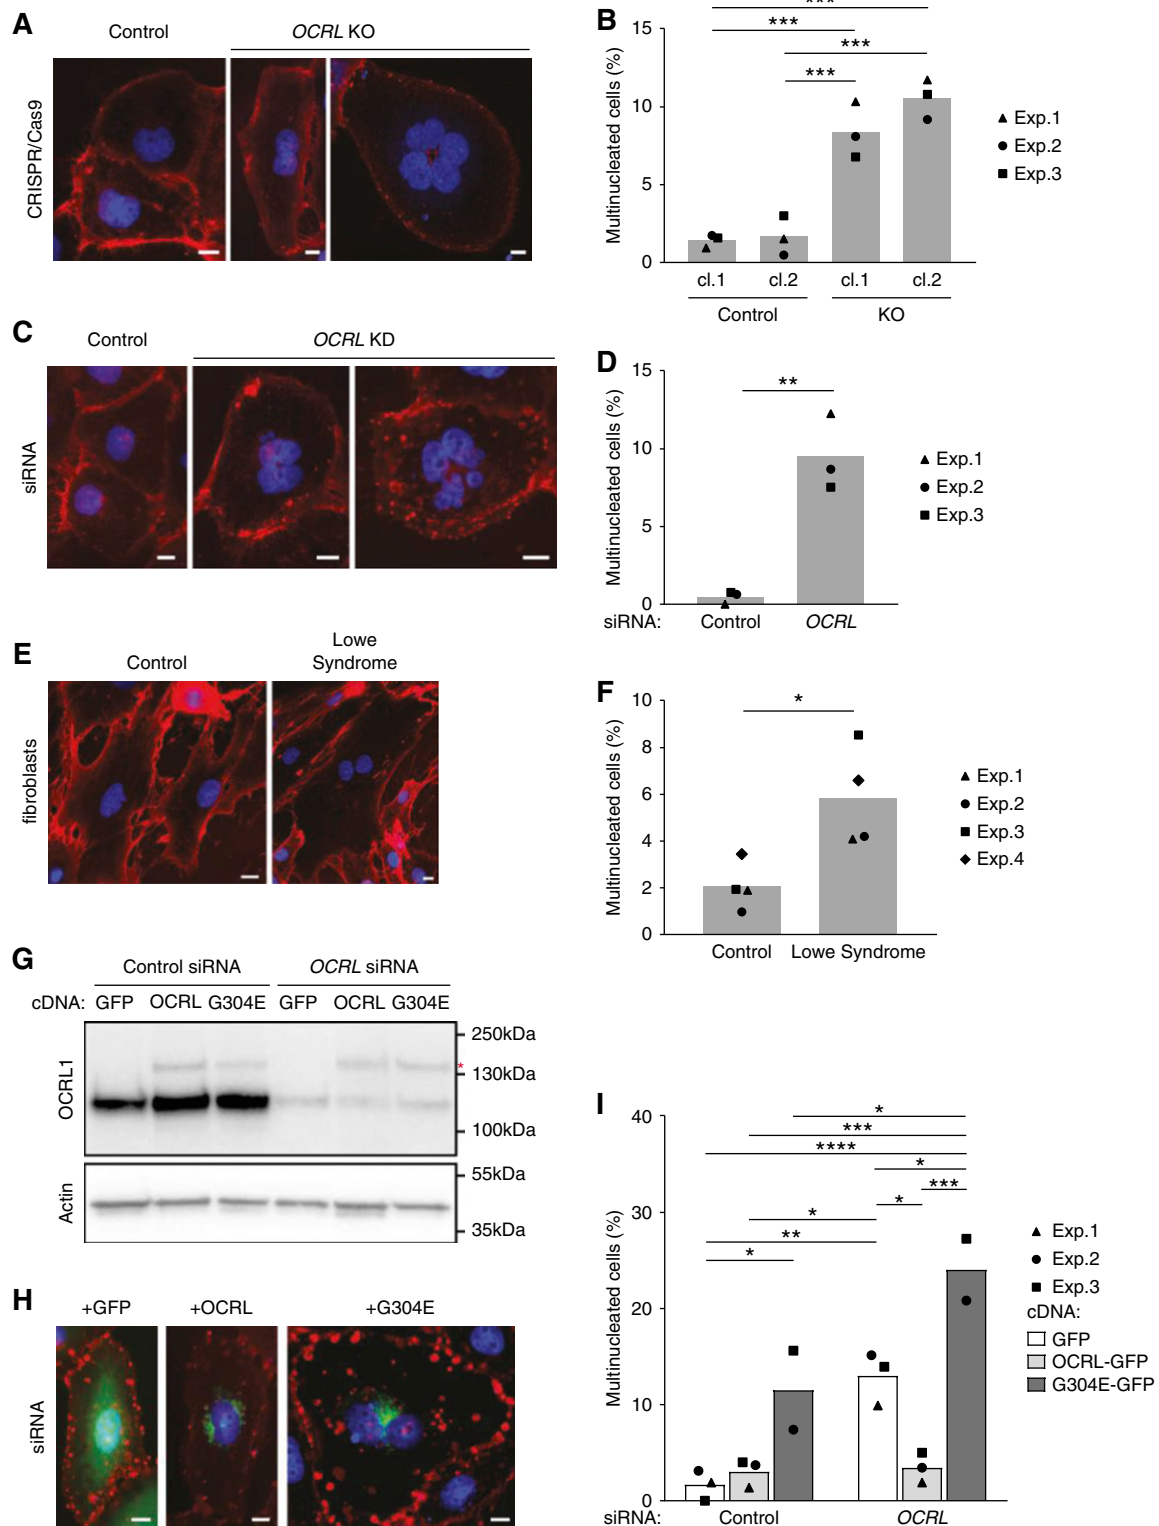 A
Control
OCRL KO
CRISPR/Cas9
B
***
***
***
***
Multinucleated cells (%)
15
10
5
0
cl.1
cl.2
cl.1
cl.2
Control
KO
Exp.1
Exp.2
Exp.3
C
Control
OCRL KD
siRNA
D
**
Multinucleated cells (%)
15
10
5
0
siRNA:
Control
OCRL
Exp.1
Exp.2
Exp.3
E
Control
Lowe
Syndrome
fibroblasts
F
*
Multinucleated cells (%)
10
8
6
4
2
0
Control
Lowe Syndrome
Exp.1
Exp.2
Exp.3
Exp.4
G
Control siRNA
OCRL siRNA
cDNA: GFP OCRL G304E GFP OCRL G304E
OCRL1
250kDa
*
130kDa
100kDa
Actin
55kDa
35kDa
H
+GFP
+OCRL
+G304E
siRNA
I
*
***
****
*
***
*
*
**
*
Multinucleated cells (%)
40
30
20
10
0
siRNA:
Control
OCRL
Exp.1
Exp.2
Exp.3
cDNA:
GFP
OCRL-GFP
G304E-GFP